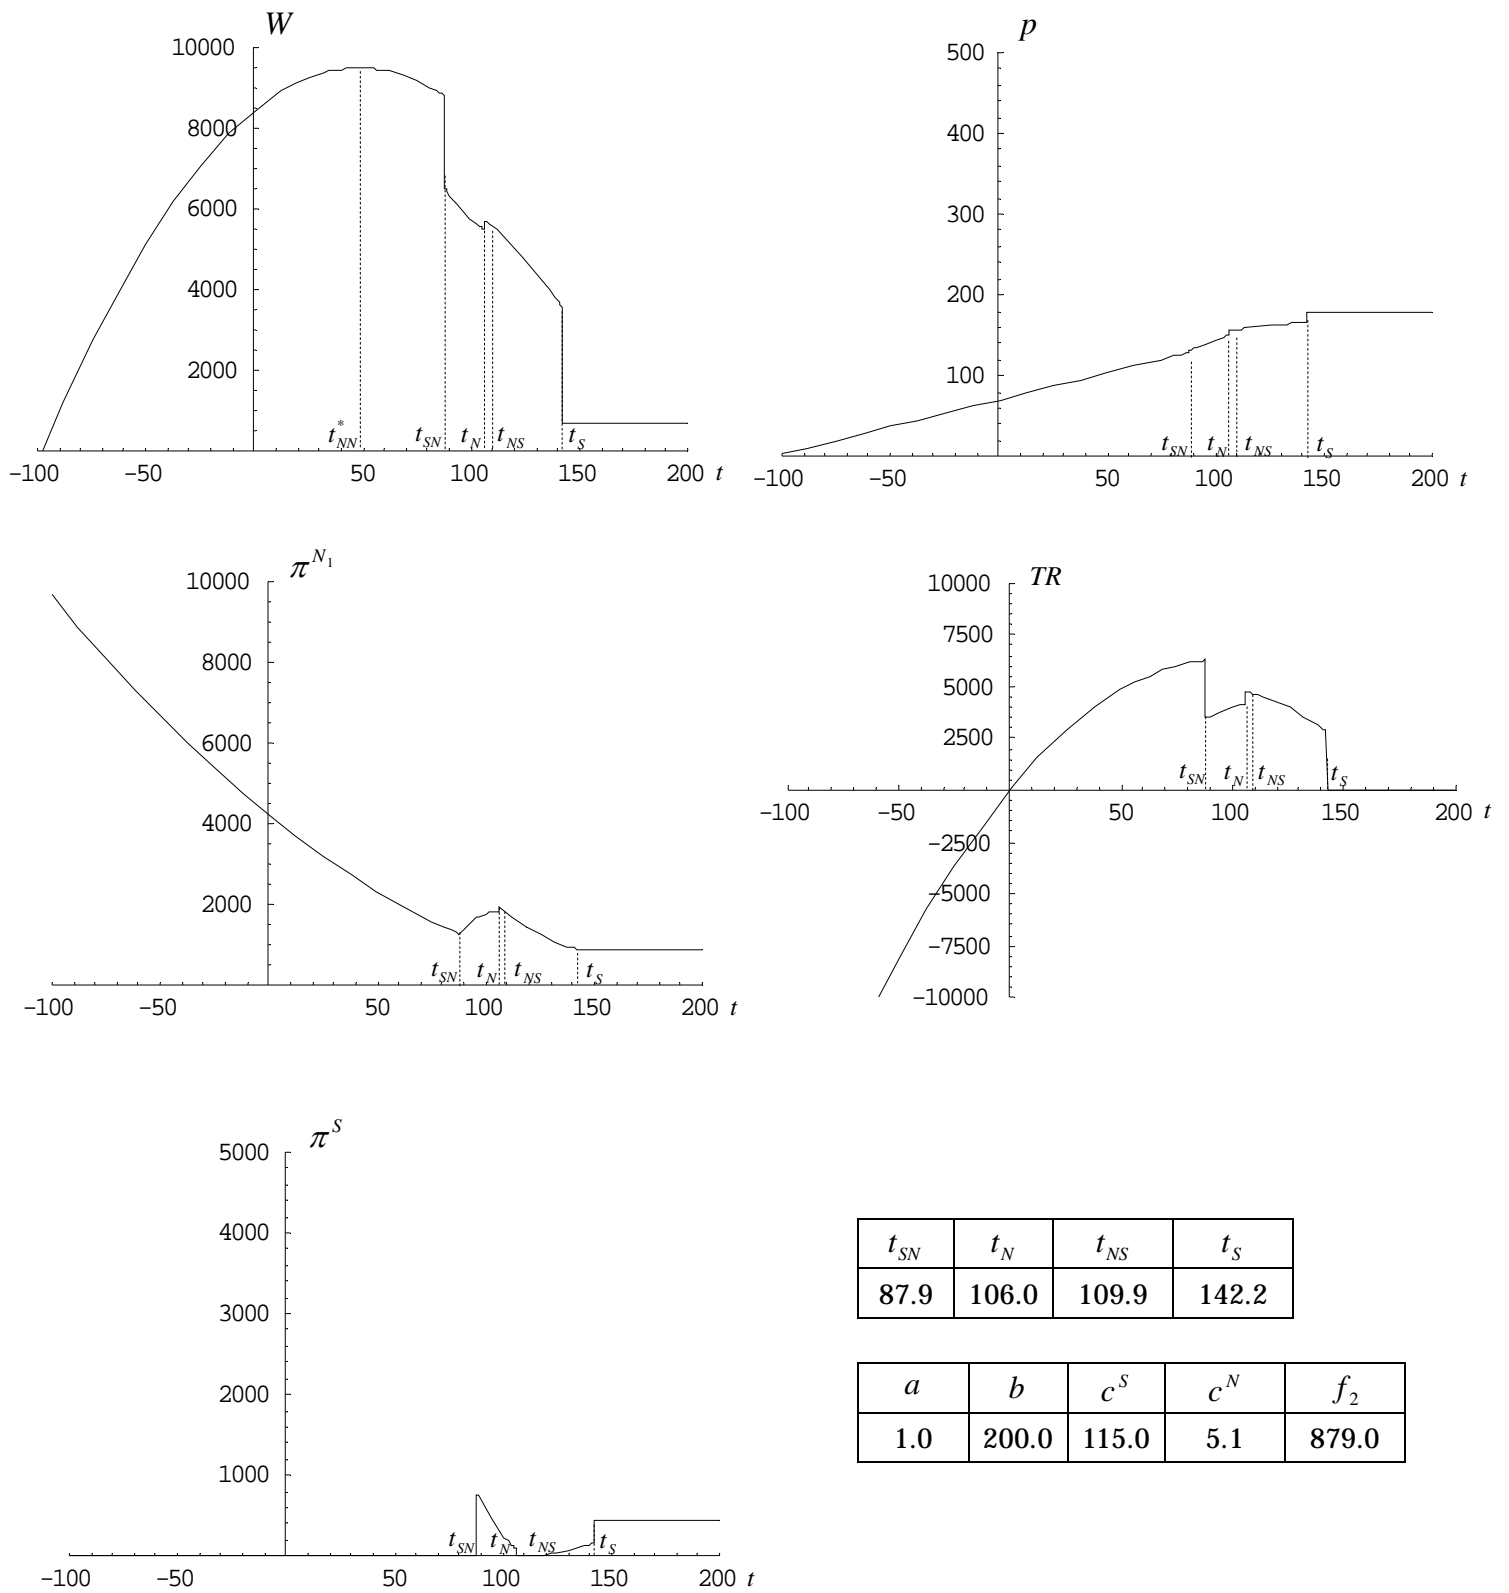 W
10000
8000
6000
4000
2000
t*NN tSN tN tNS tS
-100 -50 50 100 150 200 t
p
500
400
300
200
100
tSN tN tNS tS
-100 -50 50 100 150 200 t
π^N1
10000
8000
6000
4000
2000
tSN tN tNS tS
-100 -50 50 100 150 200 t
TR
10000
7500
5000
2500
tSN tN tNS tS
-100 -50 50 100 150 200 t
-2500
-5000
-7500
-10000
π^S
5000
4000
3000
2000
1000
tSN tN tNS tS
-100 -50 50 100 150 200 t
tSN tN tNS tS
87.9 106.0 109.9 142.2
a b c^S c^N f2
1.0 200.0 115.0 5.1 879.0